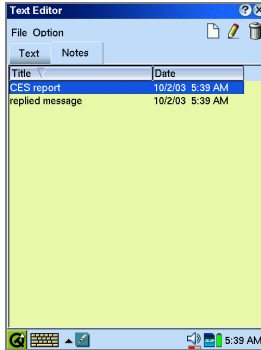 Text Editor
File Option
Text Notes
Title Date
CES report 10/2/03 5:39 AM
replied message 10/2/03 5:39 AM
5:39 AM